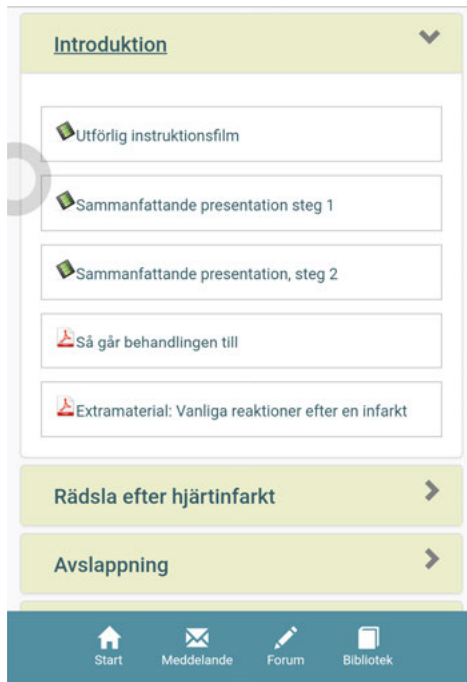 Introduktion
Utförlig instruktionsfilm
Sammanfattande presentation steg 1
Sammanfattande presentation, steg 2
Så går behandlingen till
Extramaterial: Vanliga reaktioner efter en infarkt
Rädsla efter hjärtinfarkt
Avslappning
Start Meddelande Forum Bibliotek